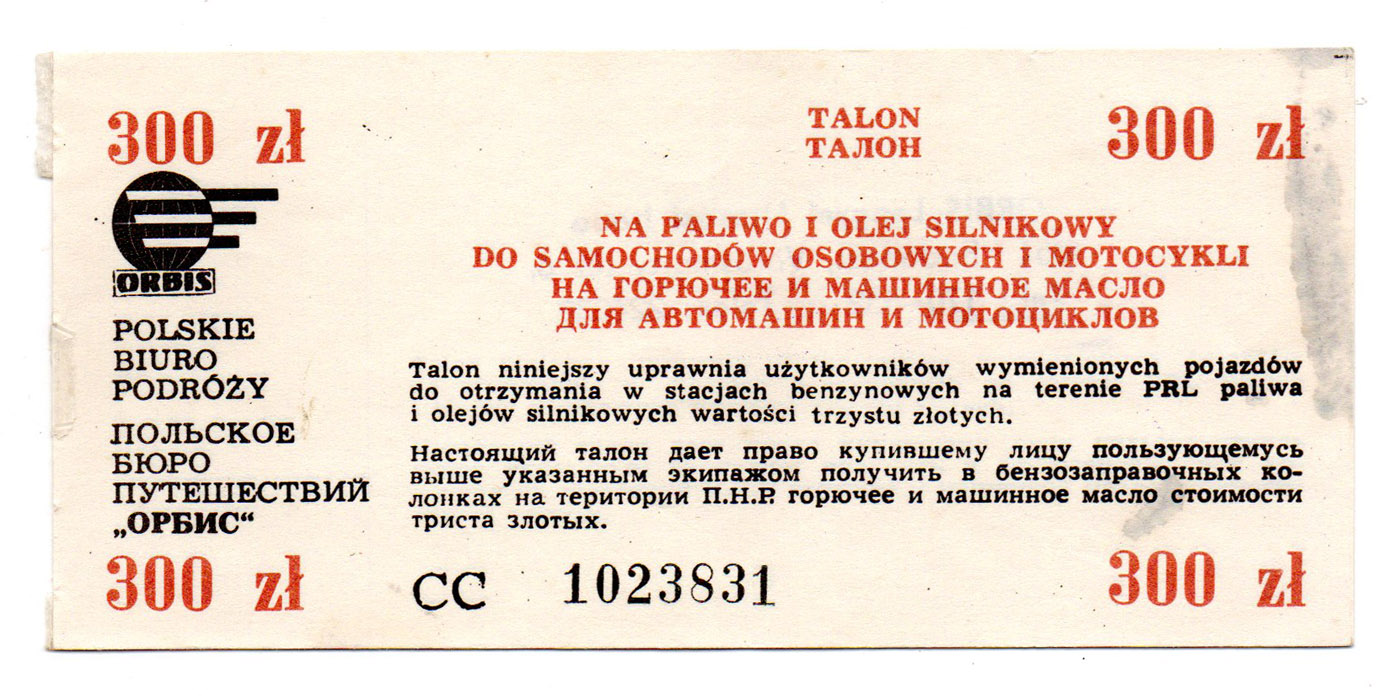 300 zł
TALON
ТАЛОН
300 zł
ORBIS
POLSKIE
BIURO
PODRÓŻY
ПОЛЬСКОЕ
БЮРО
ПУТЕШЕСТВИЙ
„ОРБИС“
NA PALIWO I OLEJ SILNIKOWY
DO SAMOCHODÓW OSOBOWYCH I MOTOCYKLI
НА ГОРЮЧЕЕ И МАШИННОЕ МАСЛО
ДЛЯ АВТОМАШИН И МОТОЦИКЛОВ
Talon niniejszy uprawnia użytkowników wymienionych pojazdów
do otrzymania w stacjach benzynowych na terenie PRL paliwa
i olejów silnikowych wartości trzystu złotych.
Настоящий талон дает право купившему лицу пользующемусь
выше указанным экипажом получить в бензозаправочных ко-
лонках на територии П.Н.Р. горючее и машинное масло стоимости
триста злотых.
300 zł
CC 1023831
300 zł